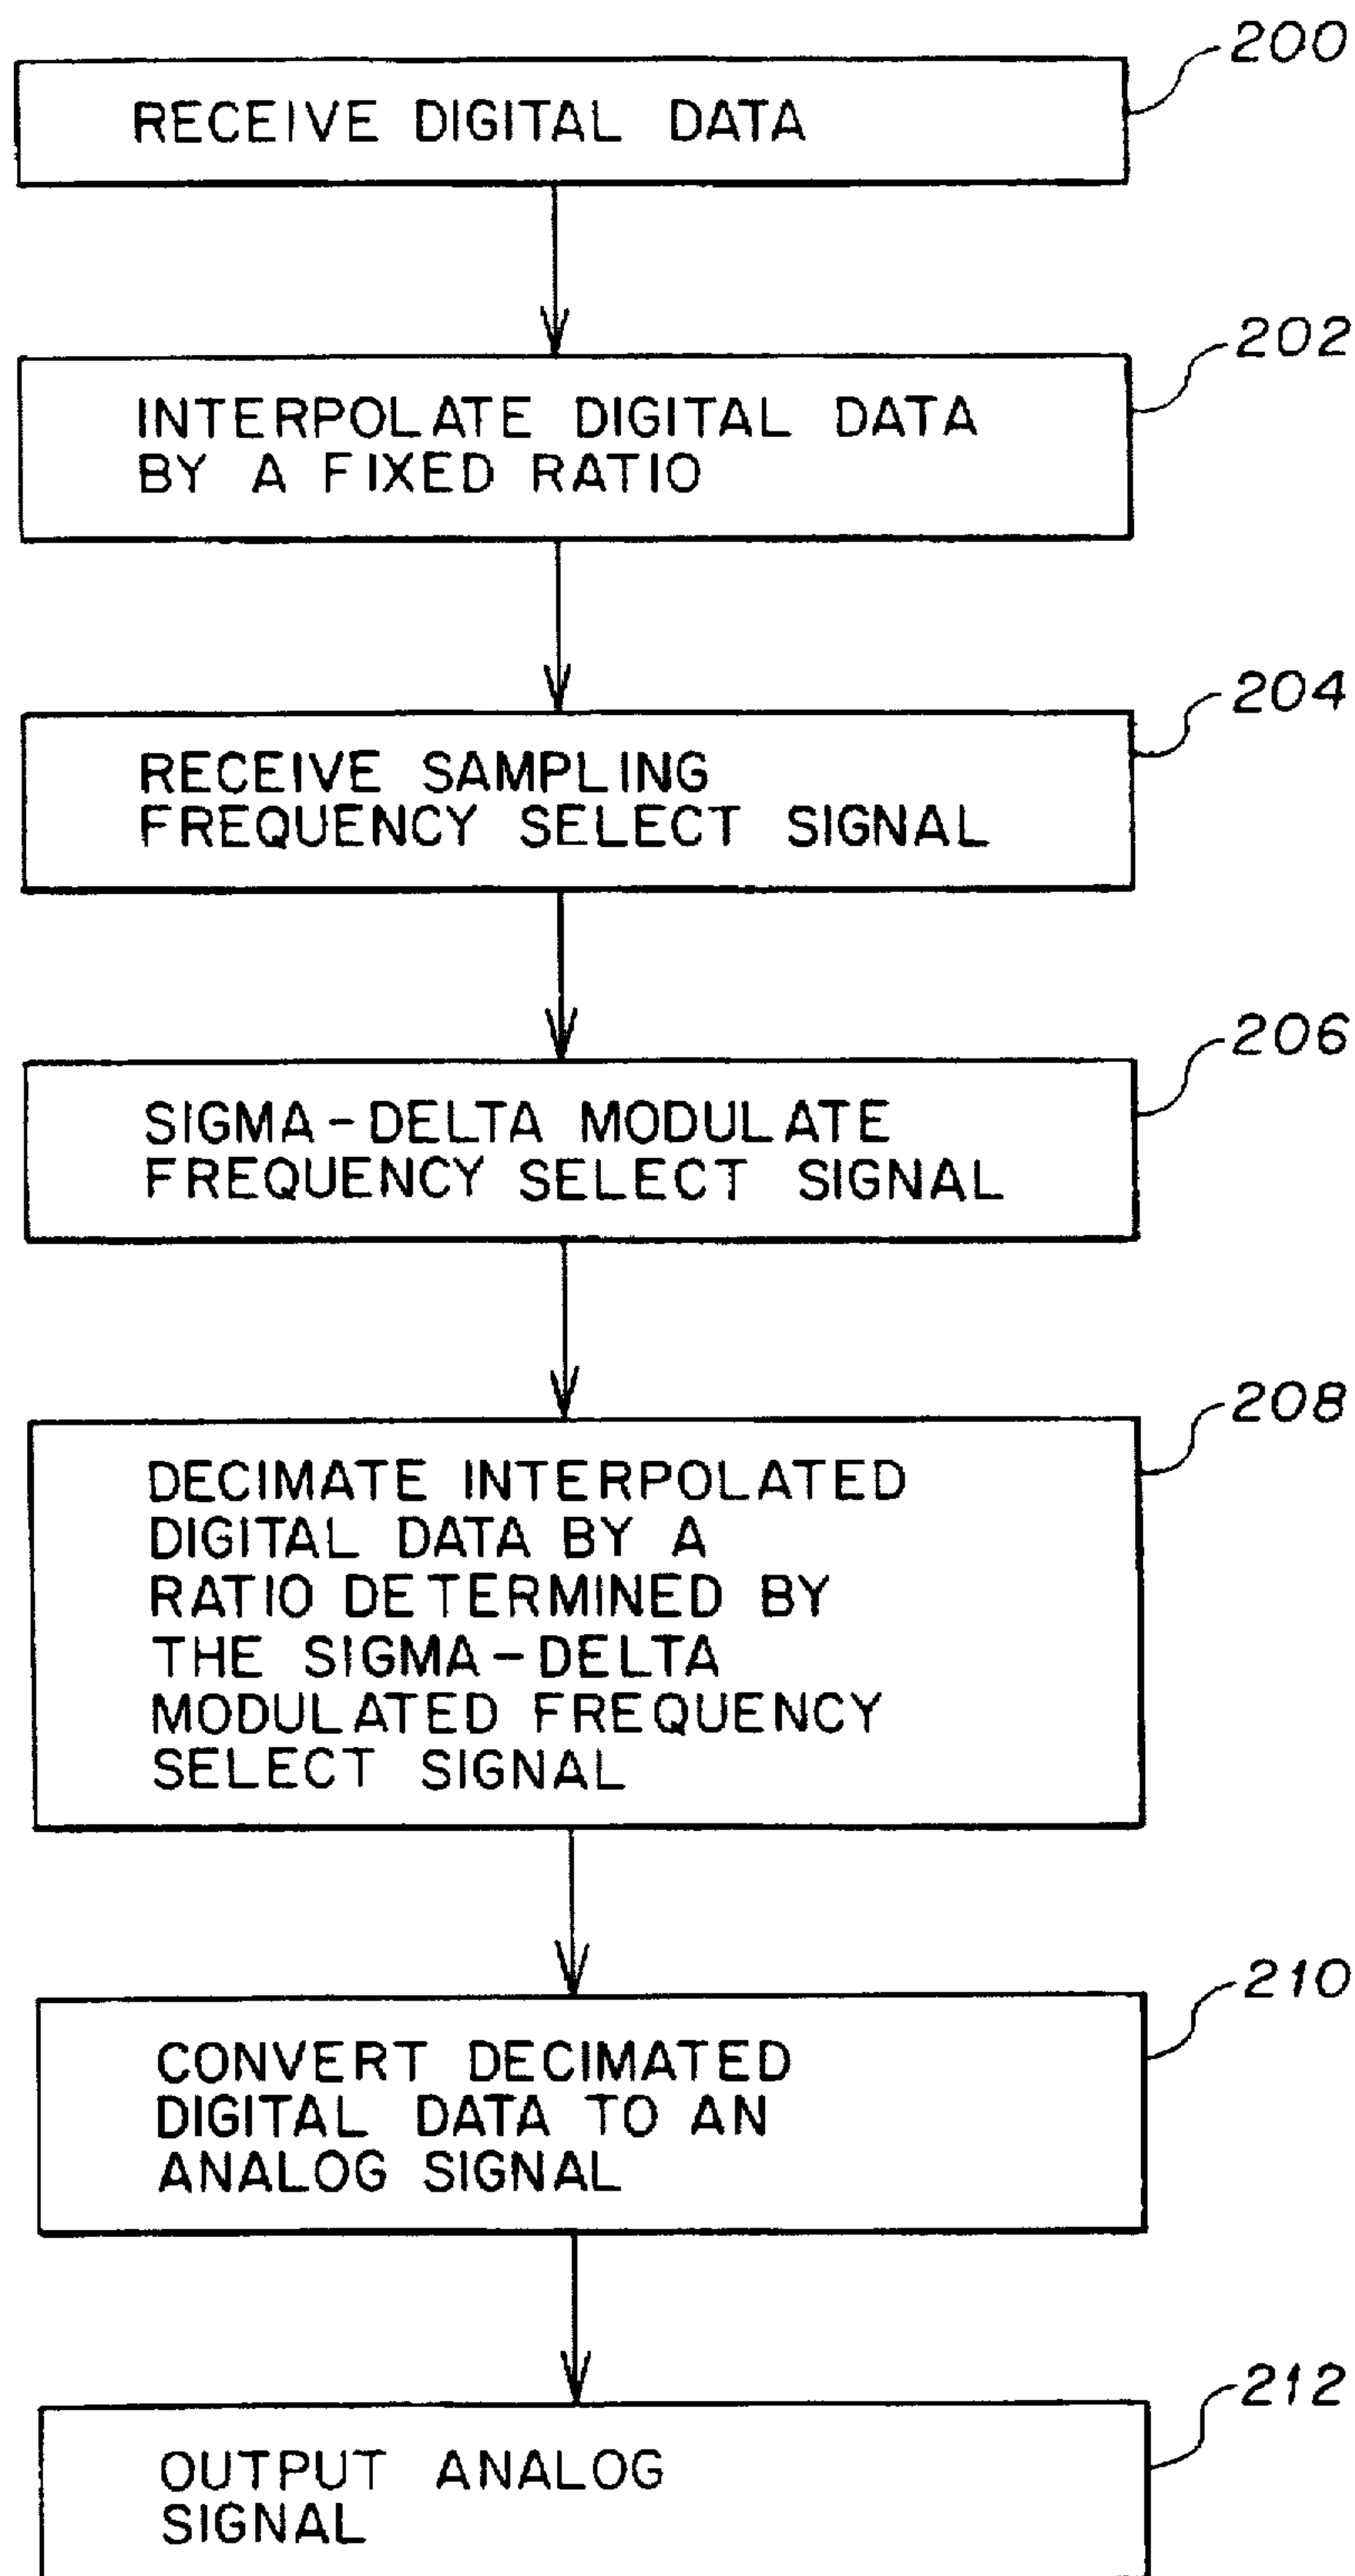 200
RECEIVE DIGITAL DATA
202
INTERPOLATE DIGITAL DATA
BY A FIXED RATIO
204
RECEIVE SAMPLING
FREQUENCY SELECT SIGNAL
206
SIGMA-DELTA MODULATE
FREQUENCY SELECT SIGNAL
208
DECIMATE INTERPOLATED
DIGITAL DATA BY A
RATIO DETERMINED BY
THE SIGMA-DELTA
MODULATED FREQUENCY
SELECT SIGNAL
210
CONVERT DECIMATED
DIGITAL DATA TO AN
ANALOG SIGNAL
212
OUTPUT ANALOG
SIGNAL